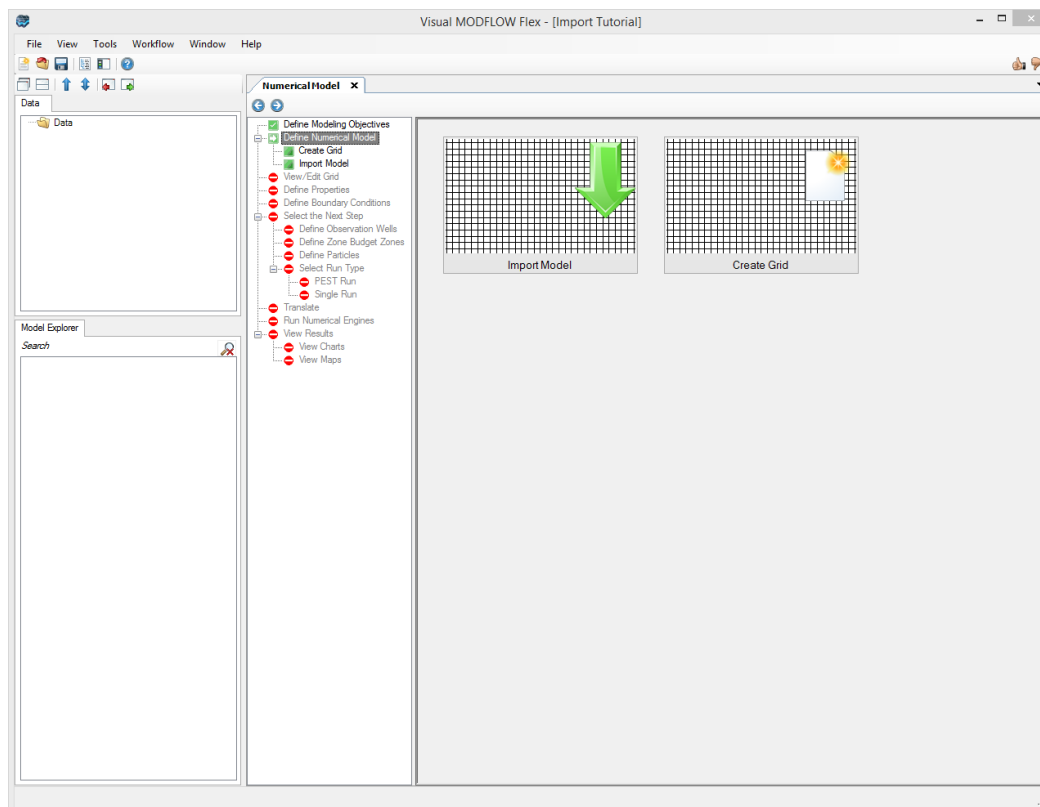 Visual MODFLOW Flex - [Import Tutorial]
File View Tools Workflow Window Help
Data
Data
Model Explorer
Search
Numerical Model
Define Modeling Objectives
Define Numerical Model
Create Grid
Import Model
View/Edit Grid
Define Properties
Define Boundary Conditions
Select the Next Step
Define Observation Wells
Define Zone Budget Zones
Define Particles
Select Run Type
PEST Run
Single Run
Translate
Run Numerical Engines
View Results
View Charts
View Maps
Import Model
Create Grid